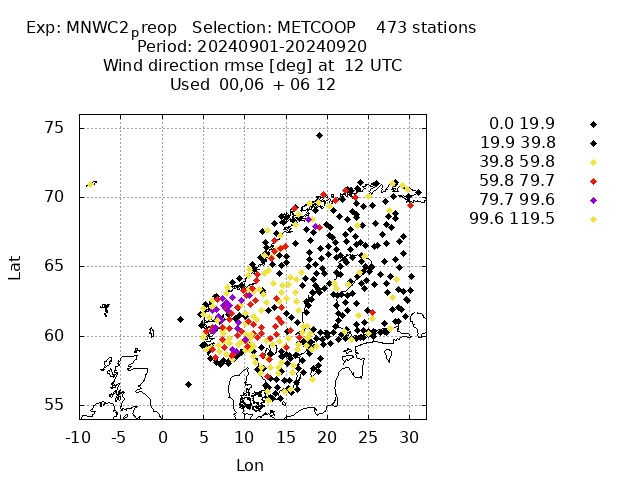 Exp: MNWC2preop Selection: METCOOP 473 stations
Period: 20240901-20240920
Wind direction rmse [deg] at 12 UTC
Used 00,06 + 06 12
75
70
65
60
55
-10 -5 0 5 10 15 20 25 30
Lat
Lon
0.0 19.9
19.9 39.8
39.8 59.8
59.8 79.7
79.7 99.6
99.6 119.5